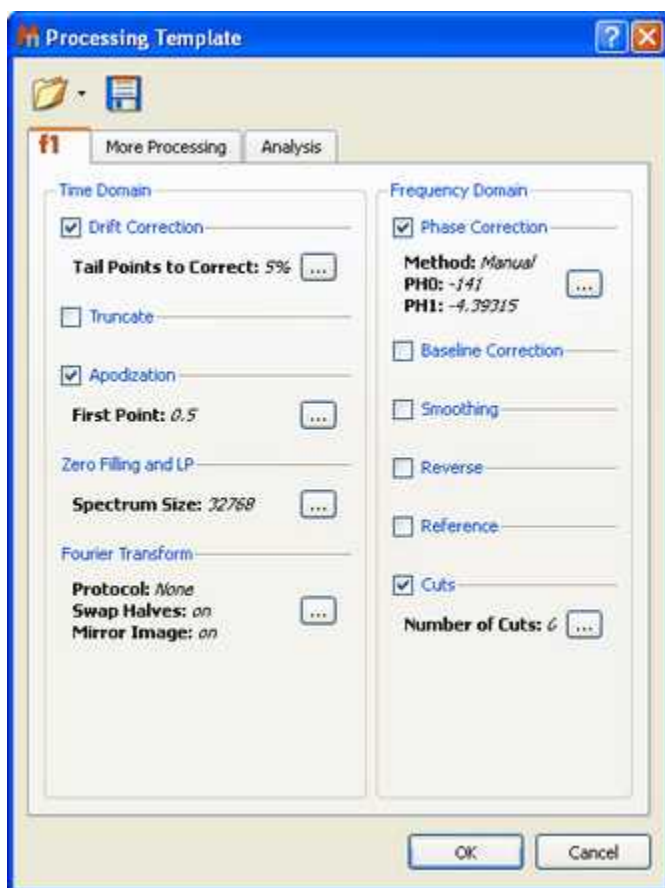 Processing Template
f1
More Processing
Analysis
Time Domain
Drift Correction
Tail Points to Correct: 5% ...
Truncate
Apodization
First Point: 0.5 ...
Zero Filling and LP
Spectrum Size: 32768 ...
Fourier Transform
Protocol: None
Swap Halves: on ...
Mirror Image: on
Frequency Domain
Phase Correction
Method: Manual
PH0: -141 ...
PH1: -4.39315
Baseline Correction
Smoothing
Reverse
Reference
Cuts
Number of Cuts: 6 ...
OK
Cancel